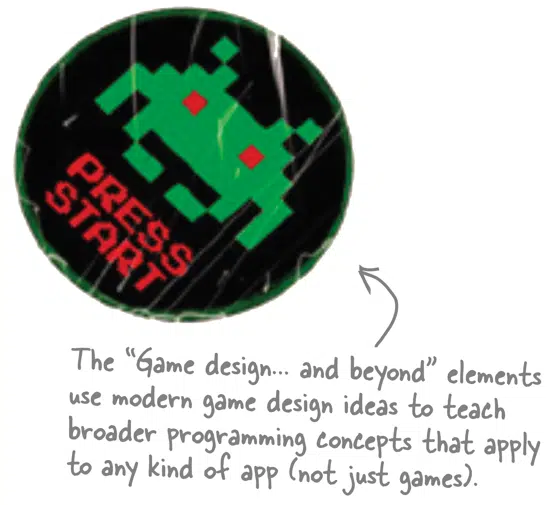 PRESS
START
The “Game design... and beyond” elements
use modern game design ideas to teach
broader programming concepts that apply
to any kind of app (not just games).